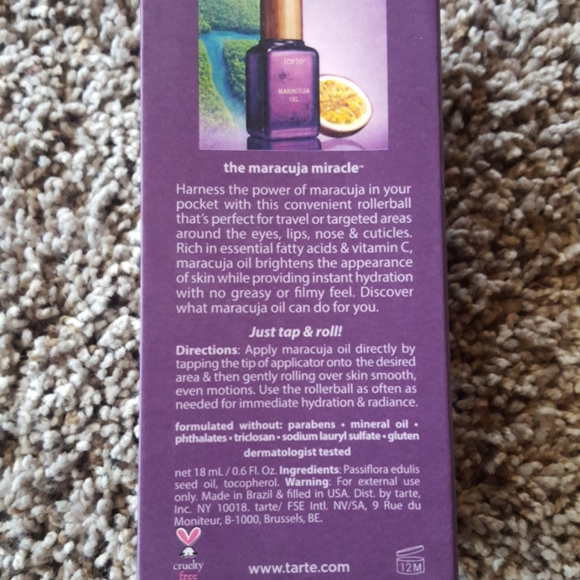 tarte
MARACUJA
OIL
the maracuja miracle™
Harness the power of maracuja in your
pocket with this convenient rollerball
that's perfect for travel or targeted areas
around the eyes, lips, nose & cuticles.
Rich in essential fatty acids & vitamin C,
maracuja oil brightens the appearance
of skin while providing instant hydration
with no greasy or filmy feel. Discover
what maracuja oil can do for you.
Just tap & roll!
Directions: Apply maracuja oil directly by
tapping the tip of applicator onto the desired
area & then gently rolling over skin smooth,
even motions. Use the rollerball as often as
needed for immediate hydration & radiance.
formulated without: parabens • mineral oil •
phthalates • triclosan • sodium lauryl sulfate • gluten
dermatologist tested
net 18 mL / 0.6 Fl. Oz. Ingredients: Passiflora edulis
seed oil, tocopherol. Warning: For external use
only. Made in Brazil & filled in USA. Dist. by tarte,
Inc. NY 10018. tarte/ FSE Intl. NV/SA, 9 Rue du
Moniteur, B-1000, Brussels, BE.
cruelty
free
www.tarte.com
12M